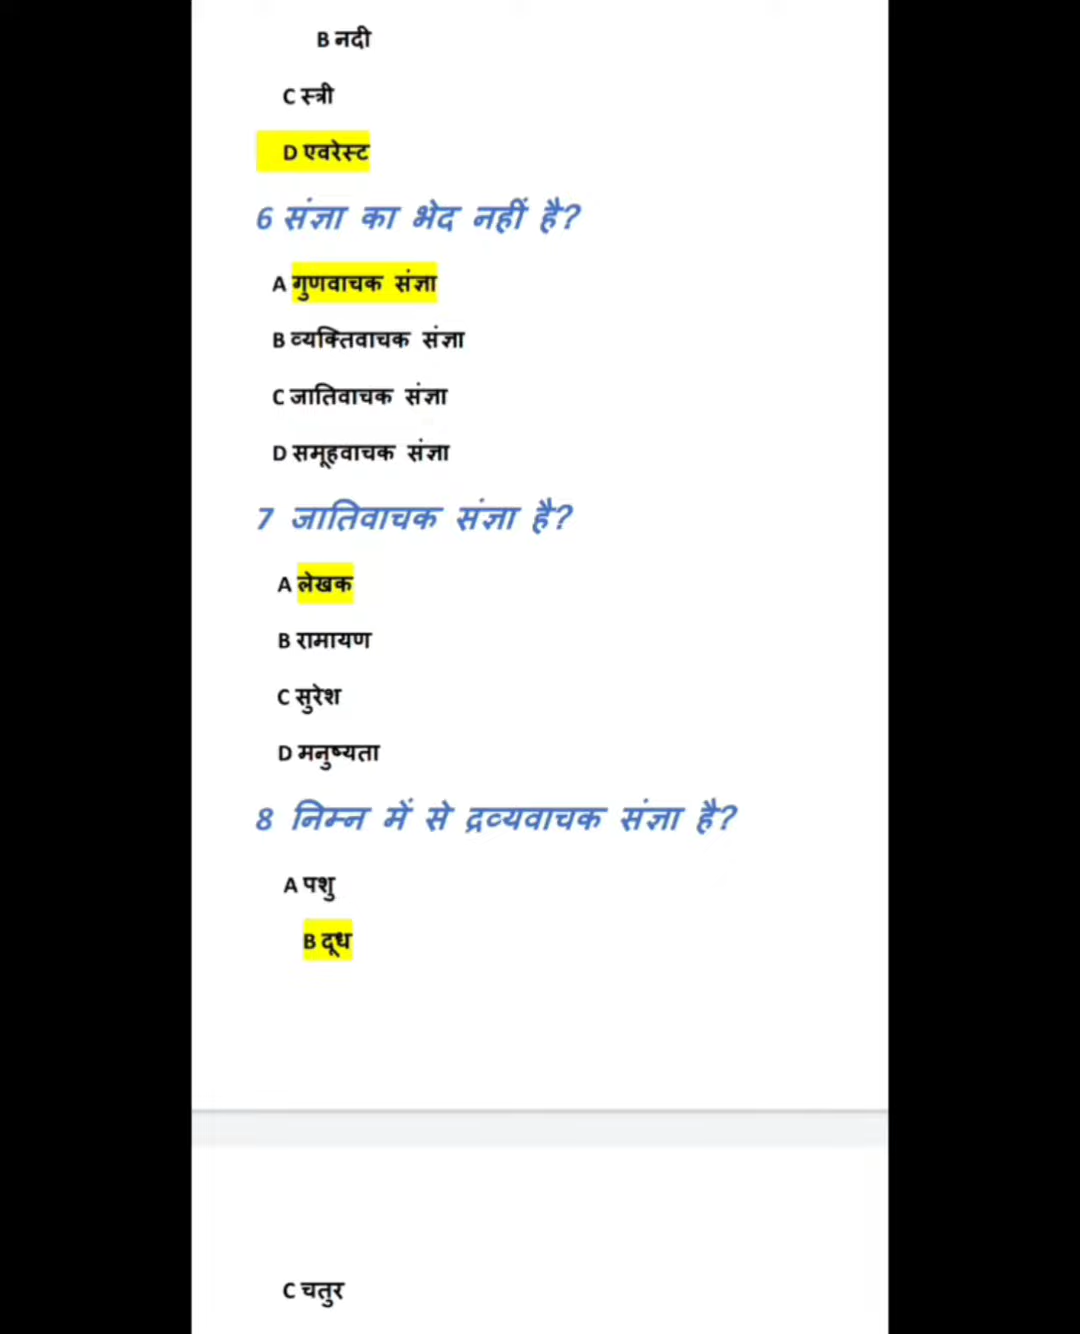 B नदी
C स्त्री
D एवरेस्ट
6 संज्ञा का भेद नहीं है?
A गुणवाचक संज्ञा
B व्यक्तिवाचक संज्ञा
C जातिवाचक संज्ञा
D समूहवाचक संज्ञा
7 जातिवाचक संज्ञा है?
A लेखक
B रामायण
C सुरेश
D मनुष्यता
8 निम्न में से द्रव्यवाचक संज्ञा है?
A पशु
B दूध
C चतुर